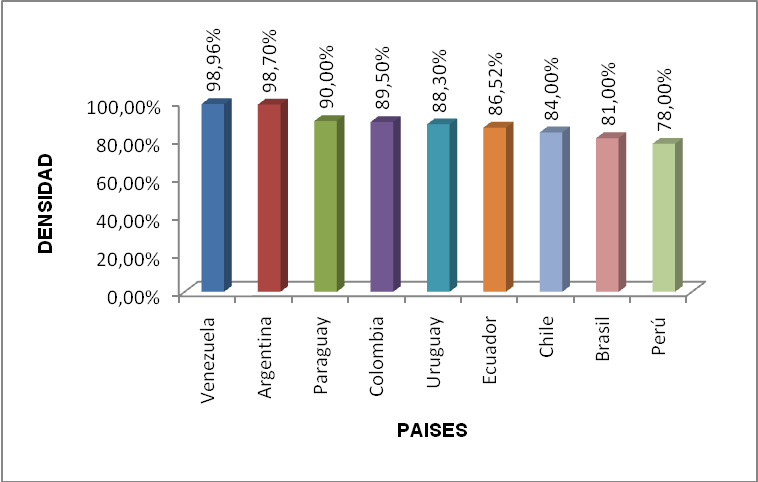 98,96%
98,70%
90,00%
89,50%
88,30%
86,52%
84,00%
81,00%
78,00%
100,00%
80,00%
60,00%
40,00%
20,00%
0,00%
DENSIDAD
Venezuela
Argentina
Paraguay
Colombia
Uruguay
Ecuador
Chile
Brasil
Perú
PAISES